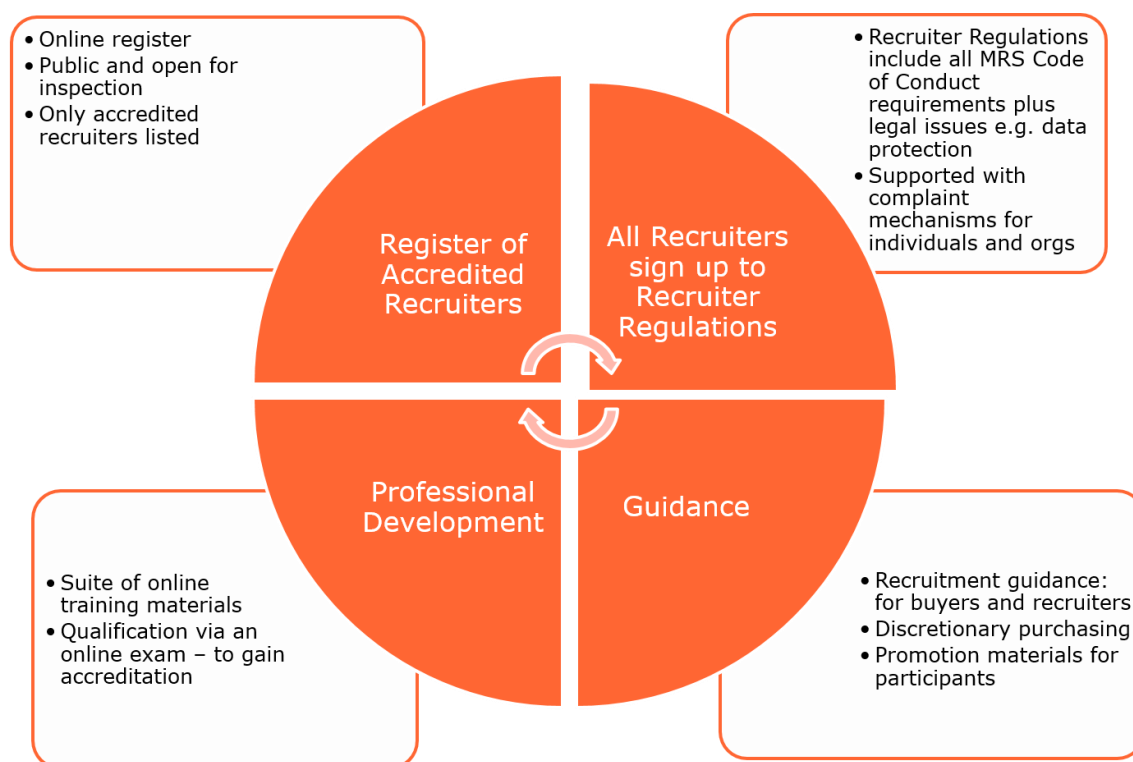 • Online register
• Public and open for
inspection
• Only accredited
recruiters listed
• Recruiter Regulations
include all MRS Code
of Conduct
requirements plus
legal issues e.g. data
protection
• Supported with
complaint
mechanisms for
individuals and orgs
Register of
Accredited
Recruiters
All Recruiters
sign up to
Recruiter
Regulations
Professional
Development
Guidance
• Suite of online
training materials
• Qualification via an
online exam – to gain
accreditation
• Recruitment guidance:
for buyers and recruiters
• Discretionary purchasing
• Promotion materials for
participants